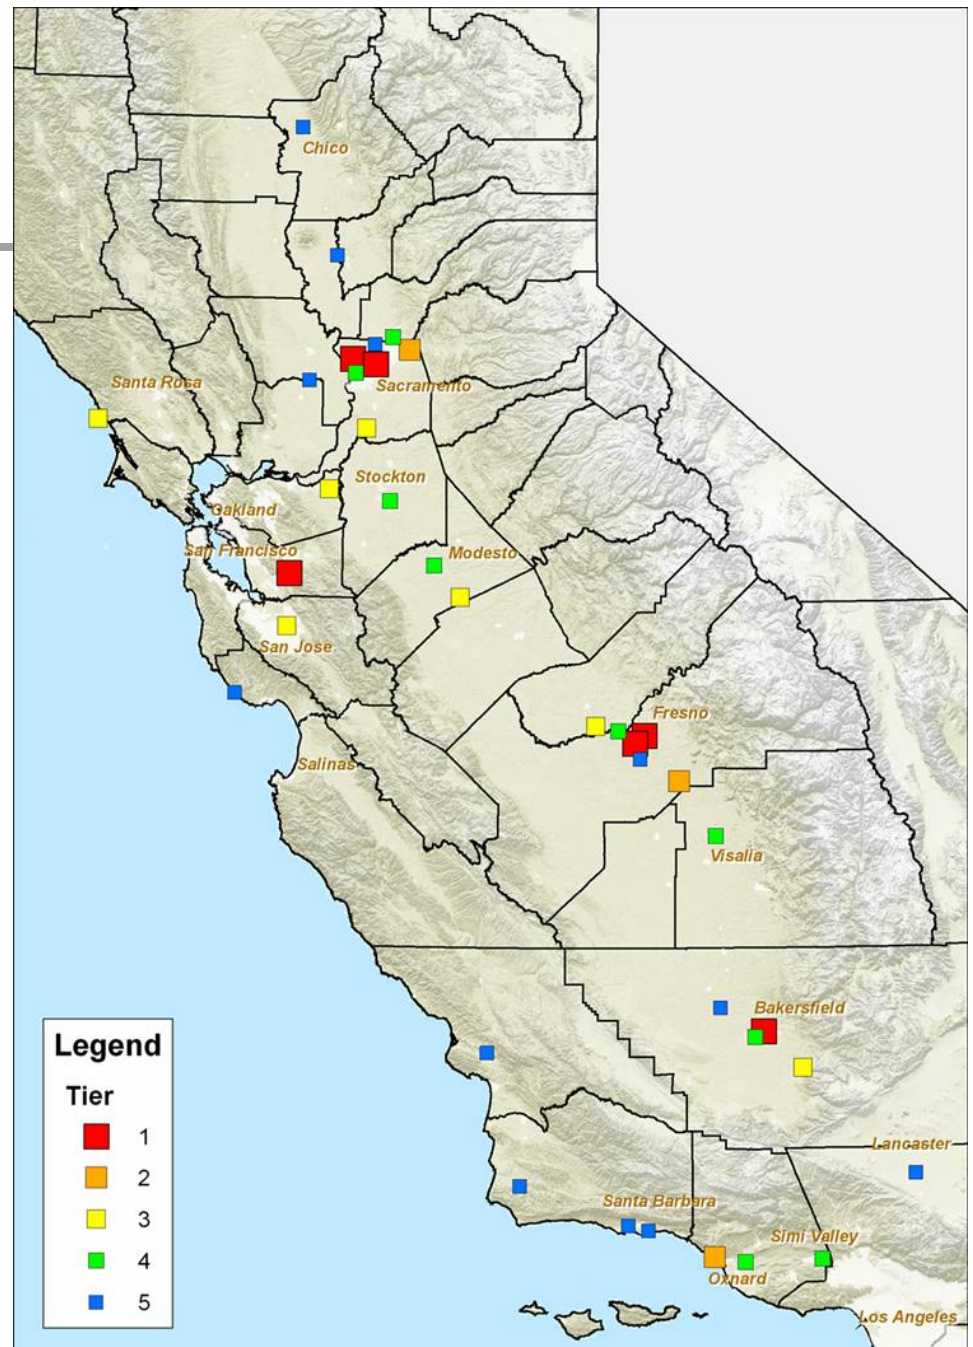 Chico
Santa Rosa
Sacramento
Stockton
Oakland
San Francisco
Modesto
San Jose
Fresno
Salinas
Visalia
Bakersfield
Lancaster
Santa Barbara
Simi Valley
Oxnard
Los Angeles
Legend
Tier
1
2
3
4
5